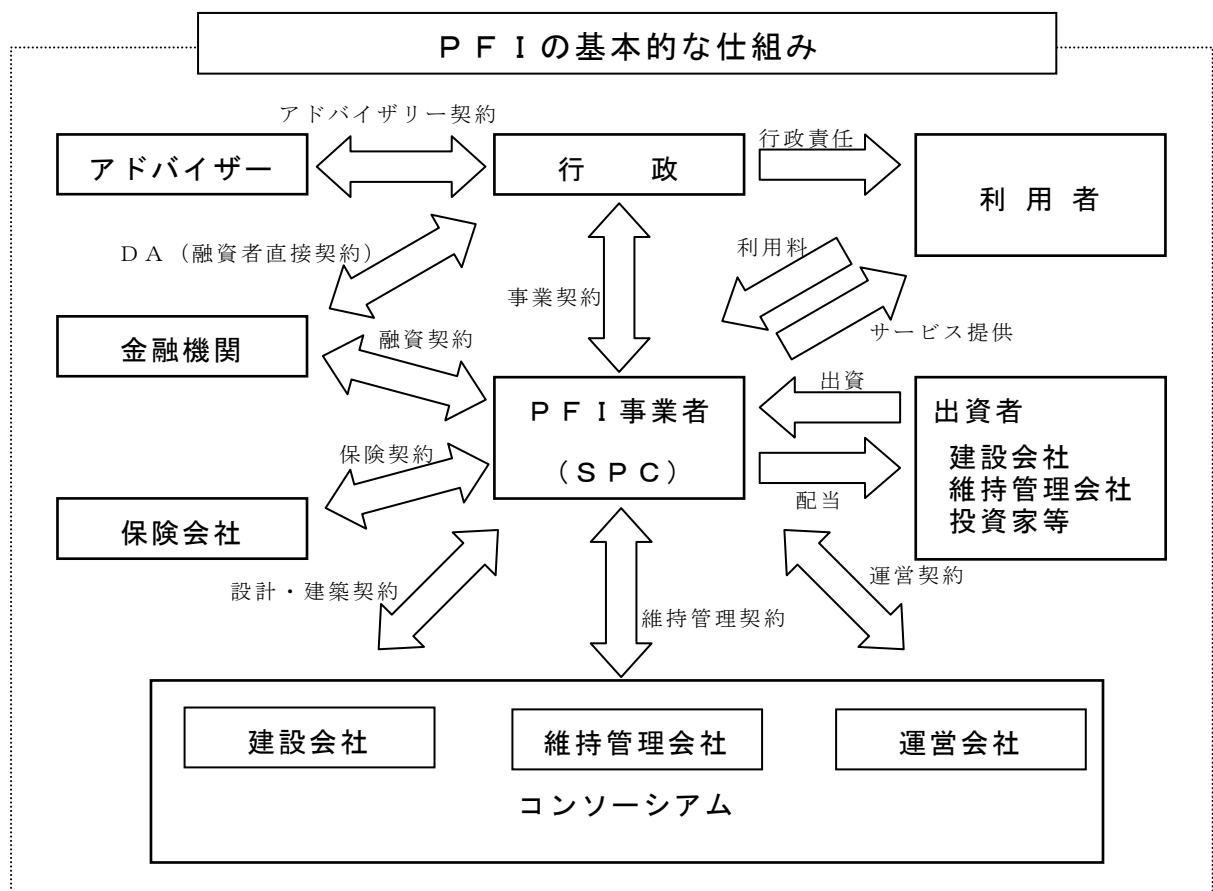 PFIの基本的な仕組み
アドバイザリー契約
行政責任
アドバイザー
行　　政
利 用 者
DA（融資者直接契約）
利用料
事業契約
サービス提供
金融機関
融資契約
PFI事業者
（SPC）
出資
配当
出資者
建設会社
維持管理会社
投資家等
保険契約
保険会社
設計・建築契約
維持管理契約
運営契約
建設会社
維持管理会社
運営会社
コンソーシアム